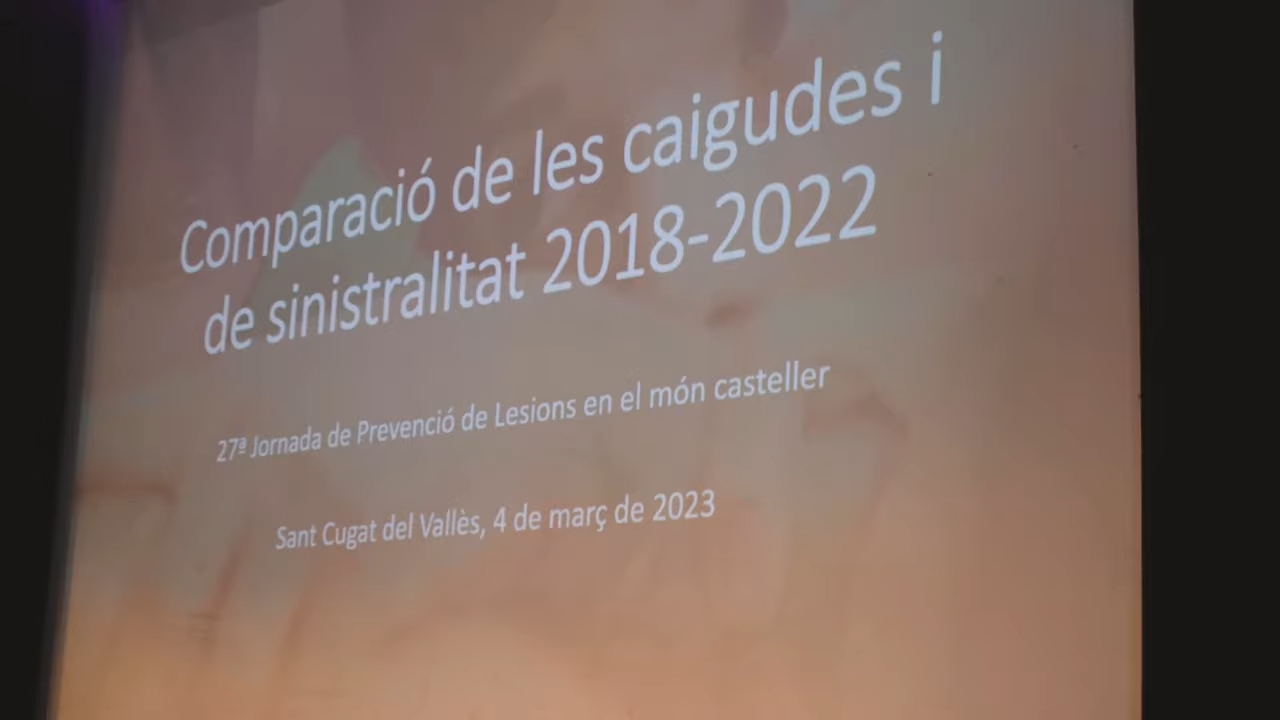 Comparació de les caigudes i
de sinistralitat 2018-2022
27ª Jornada de Prevenció de Lesions en el món casteller
Sant Cugat del Vallès, 4 de març de 2023